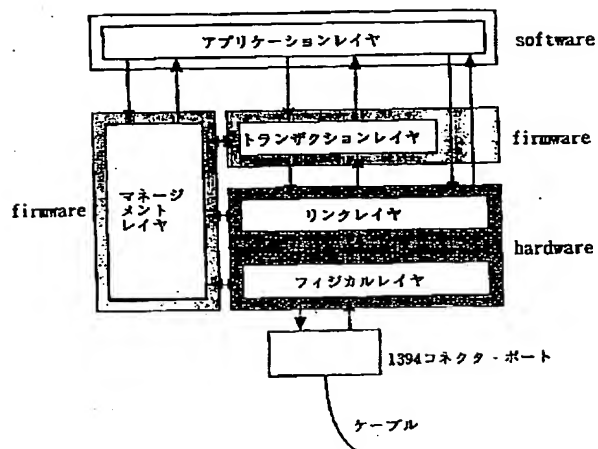 アプリケーションレイヤ
software
トランザクションレイヤ
firmware
firmware
マネージ
メント
レイヤ
リンクレイヤ
hardware
フィジカルレイヤ
1394コネクタ・ポート
ケーブル